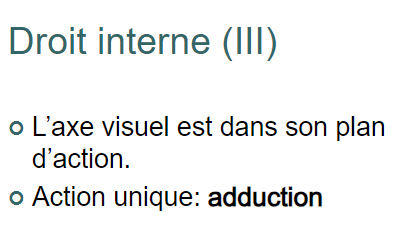 Droit interne (III)
L’axe visuel est dans son plan
d’action.
Action unique: adduction